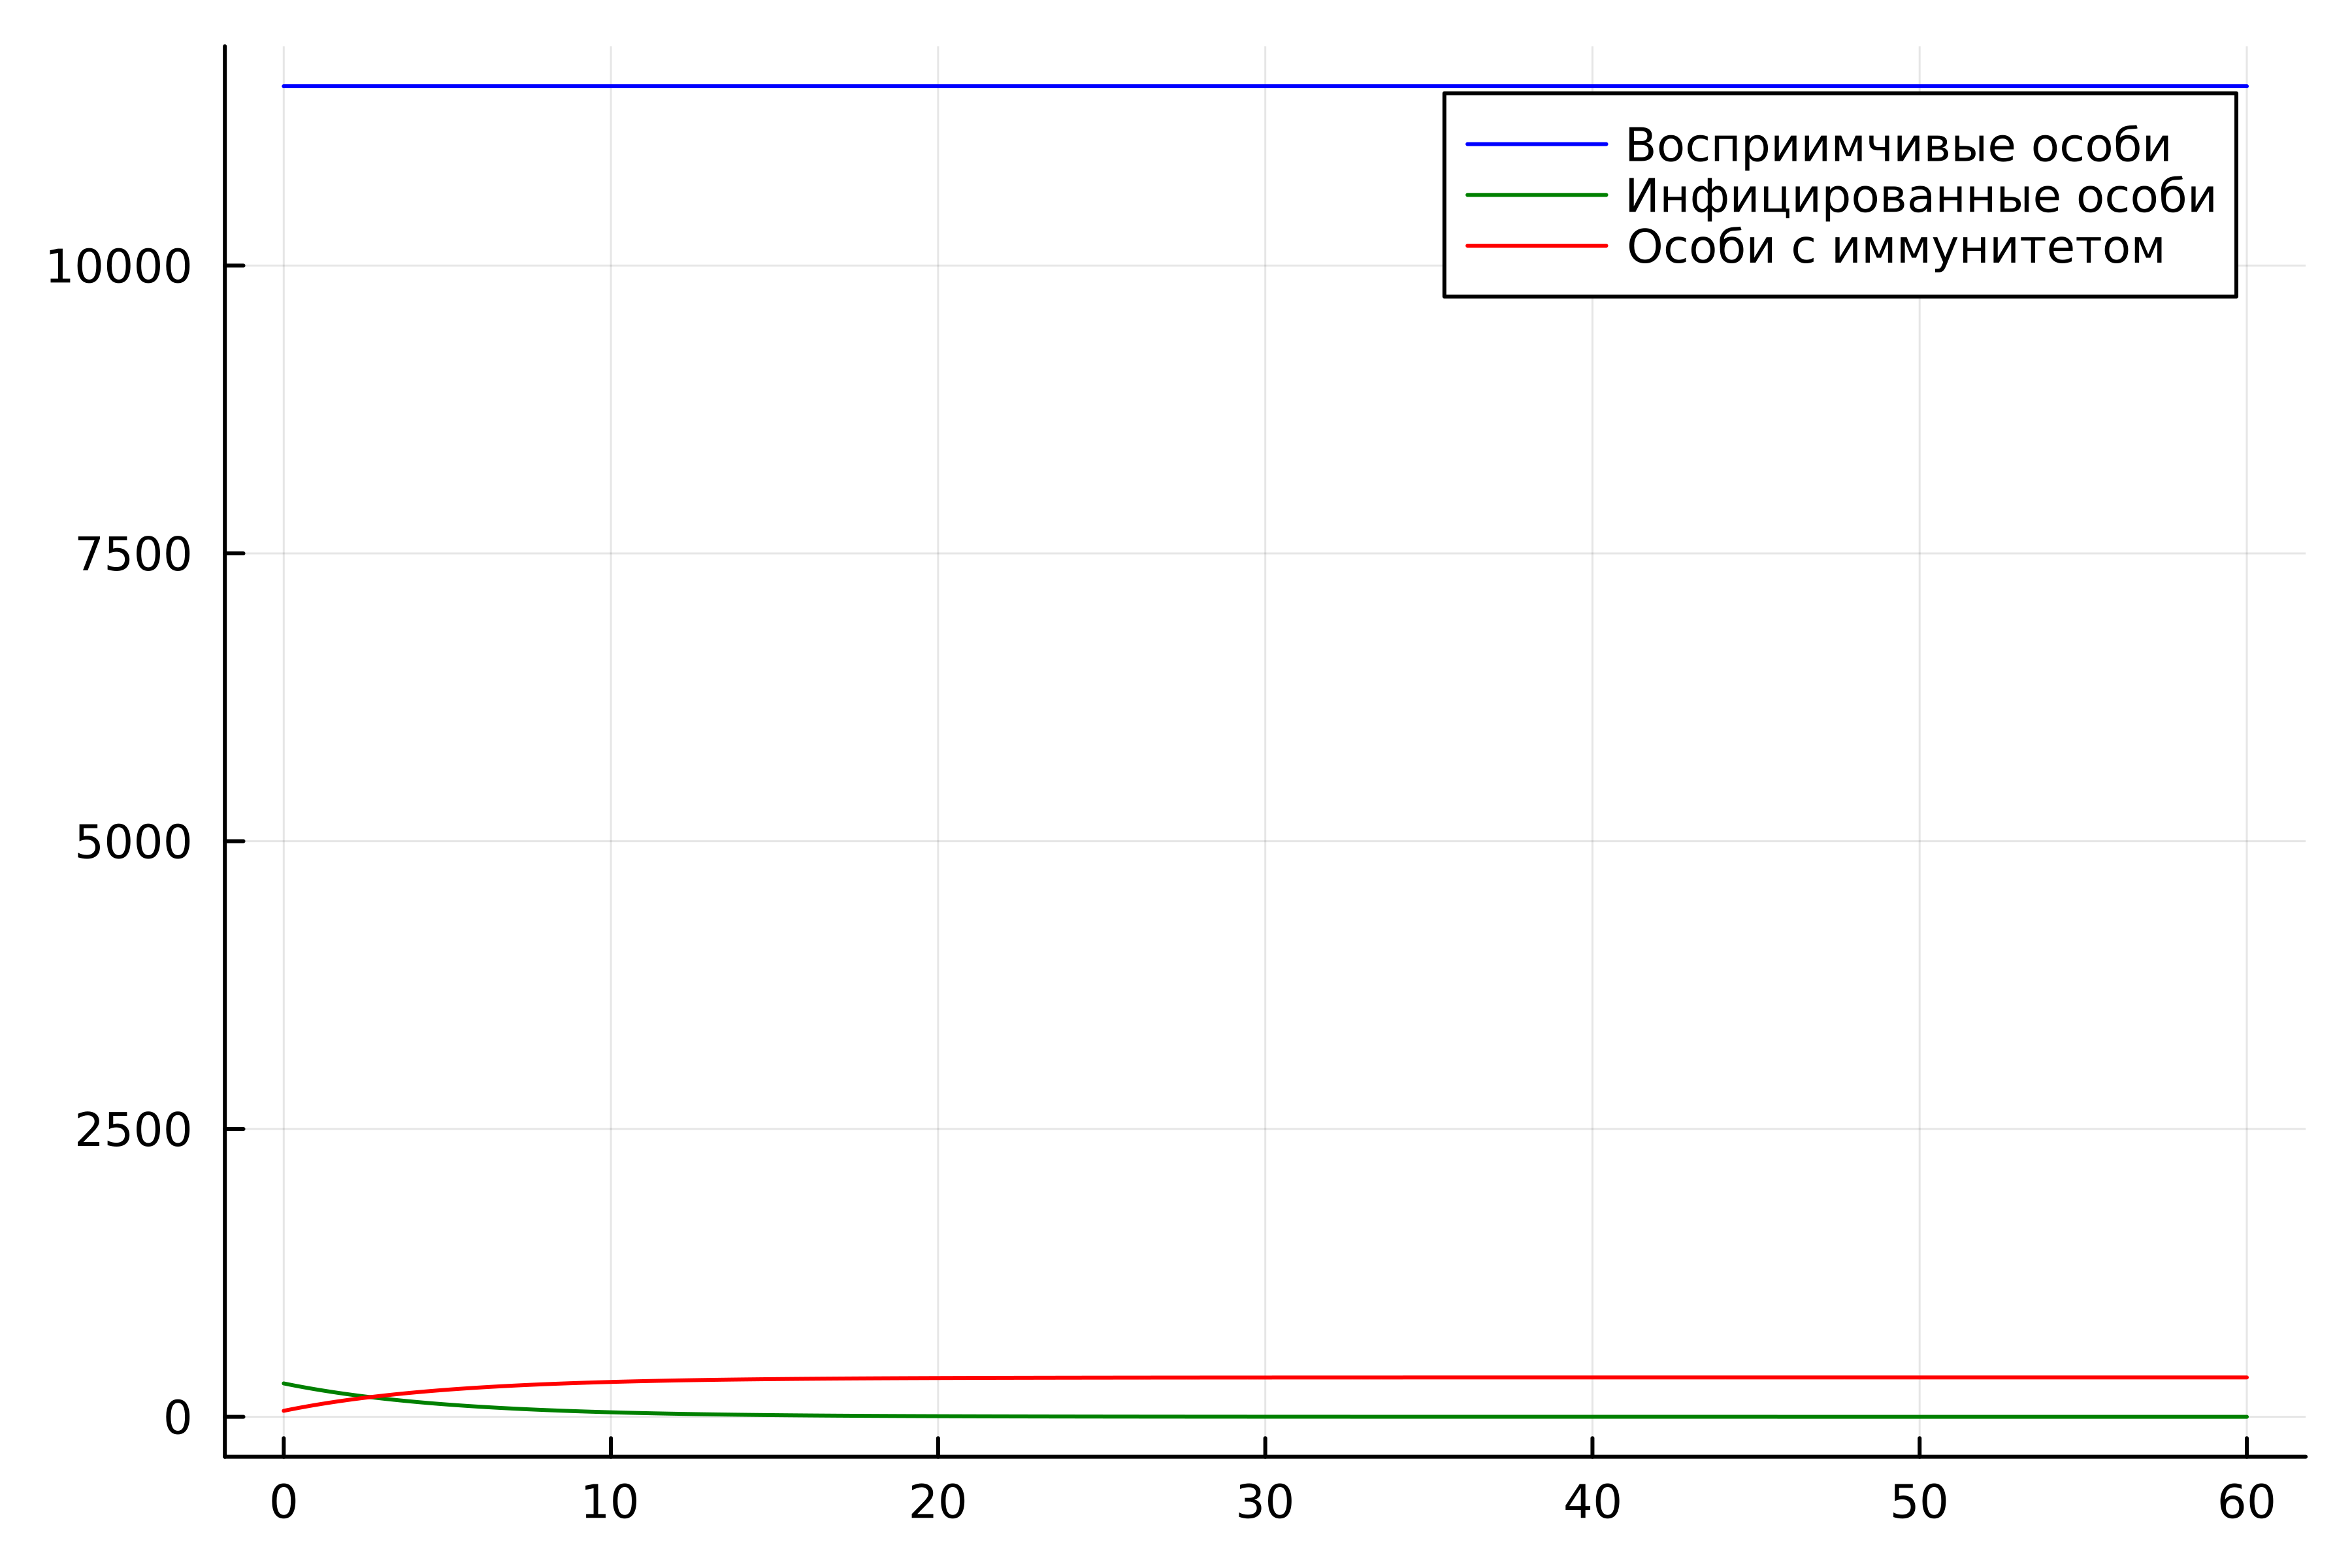 Восприимчивые особи
Инфицированные особи
Особи с иммунитетом
10000
7500
5000
2500
0
0 10 20 30 40 50 60